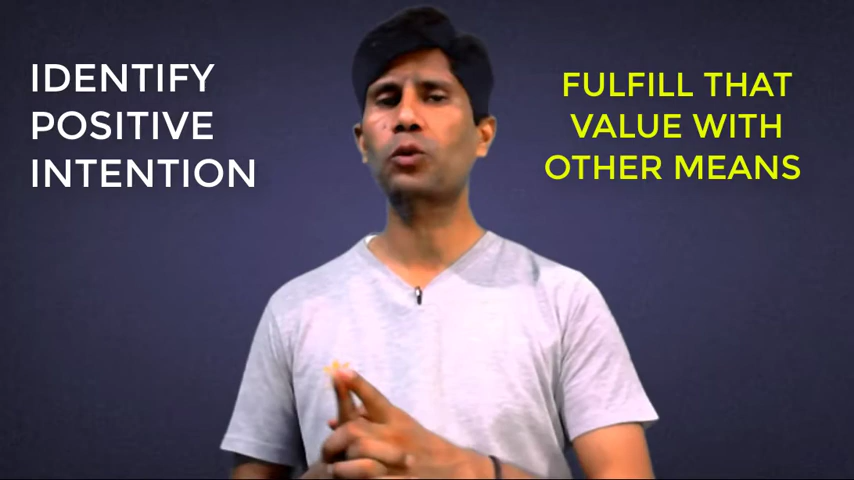 IDENTIFY
POSITIVE
INTENTION
FULFILL THAT
VALUE WITH
OTHER MEANS